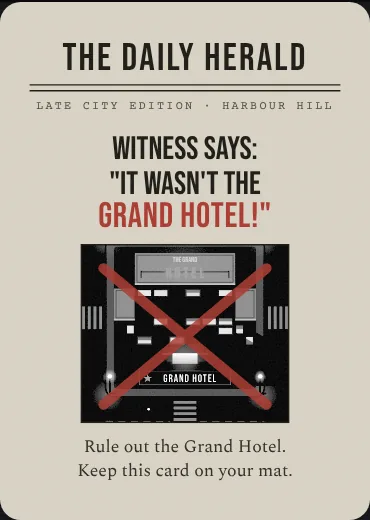 THE DAILY HERALD
LATE CITY EDITION · HARBOUR HILL
WITNESS SAYS:
"IT WASN'T THE
GRAND HOTEL!"
THE GRAND
HOTEL
★ GRAND HOTEL
Rule out the Grand Hotel.
Keep this card on your mat.